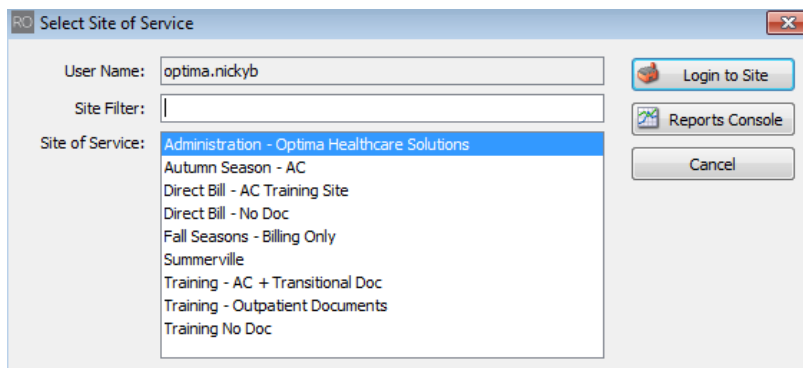 RO Select Site of Service
User Name: optima.nickyb Login to Site
Site Filter: Reports Console
Site of Service: Administration - Optima Healthcare Solutions Cancel
Autumn Season - AC
Direct Bill - AC Training Site
Direct Bill - No Doc
Fall Seasons - Billing Only
Summerville
Training - AC + Transitional Doc
Training - Outpatient Documents
Training No Doc